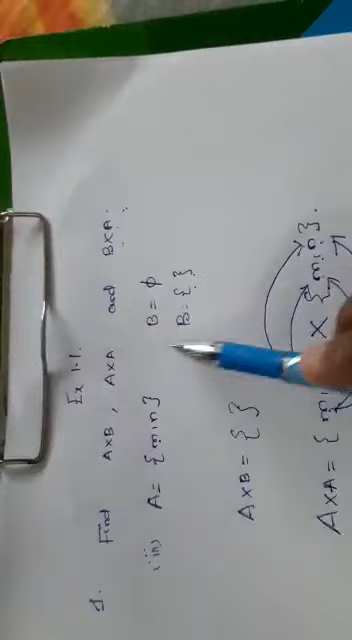 Ex 1.1.
1. Find A×B, A×A and B×A.
(iii) A = {m,n} B = φ
B = { }
A×B = { }
A×A = {m, × {m,n}.